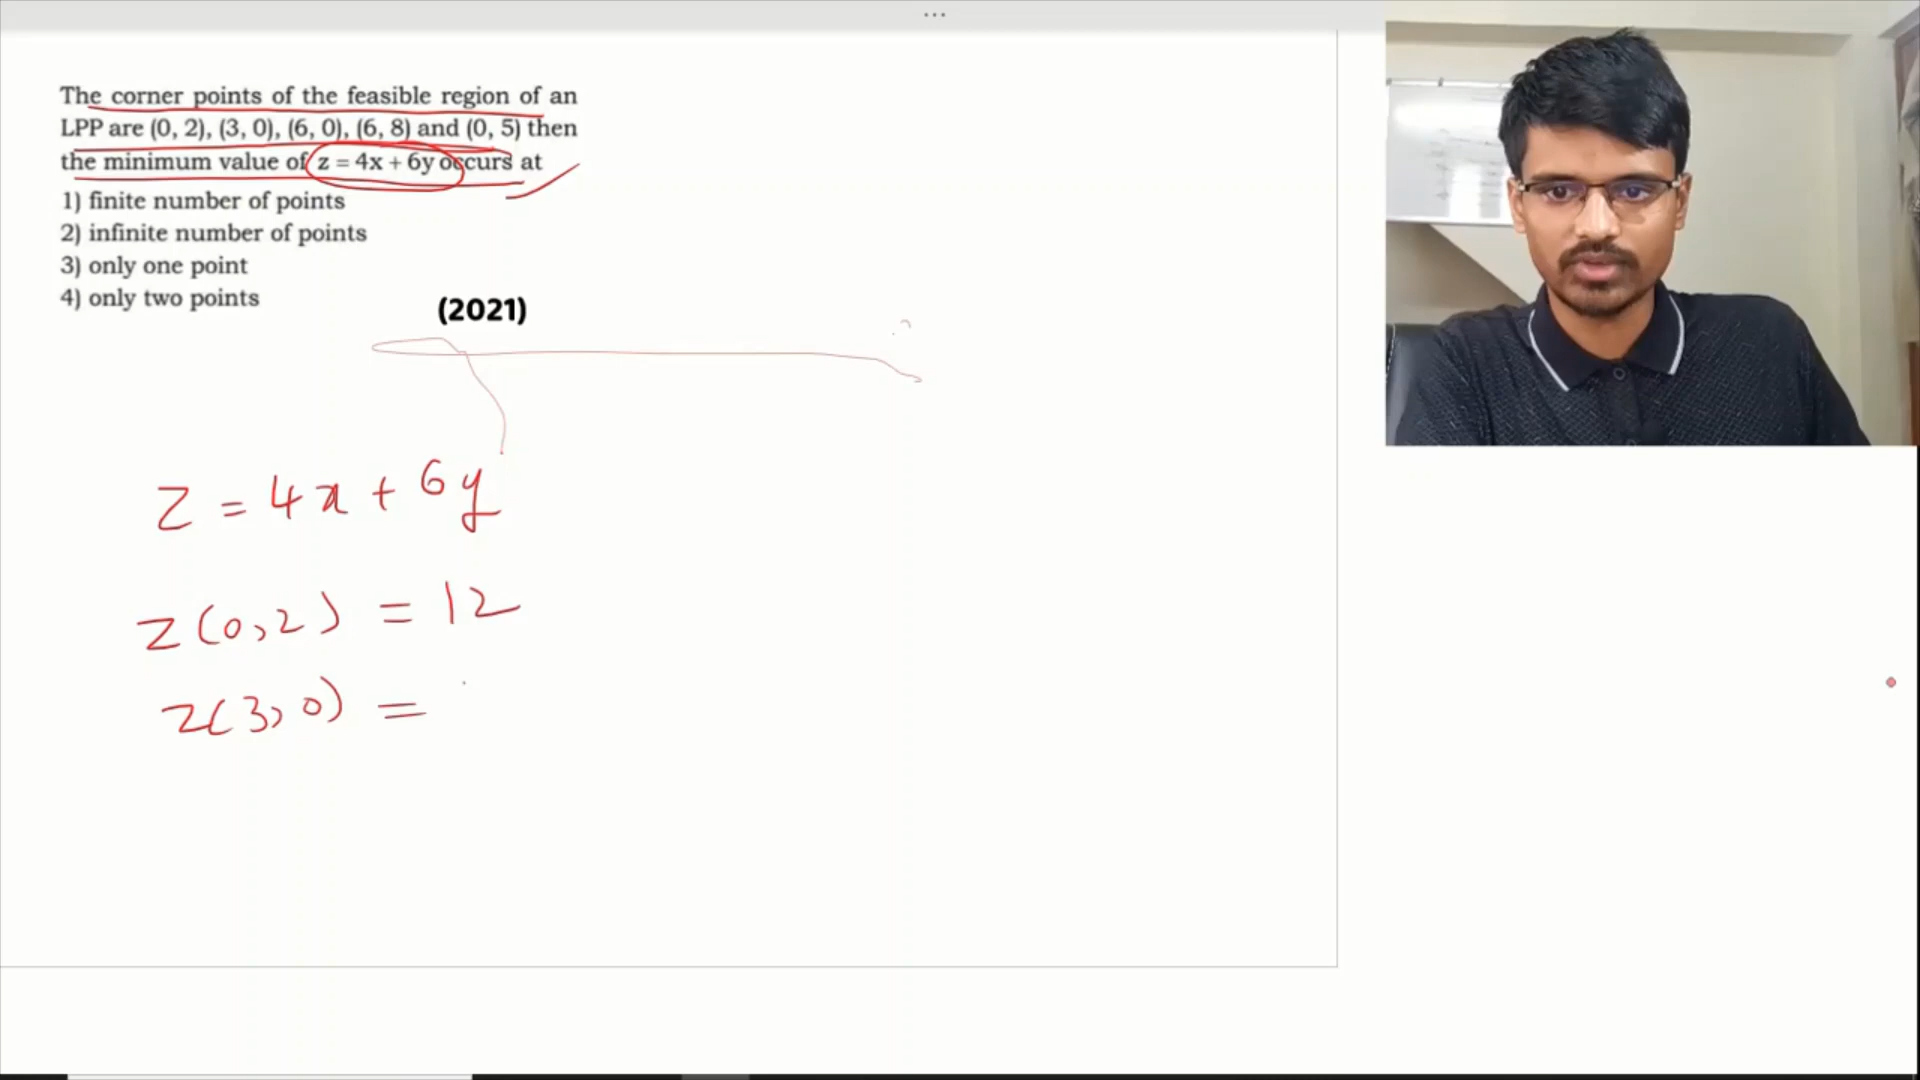 The corner points of the feasible region of an
LPP are (0, 2), (3, 0), (6, 0), (6, 8) and (0, 5) then
the minimum value of z = 4x + 6y occurs at
1) finite number of points
2) infinite number of points
3) only one point
4) only two points
(2021)
z = 4x + 6y
z(0,2) = 12
z(3,0) =